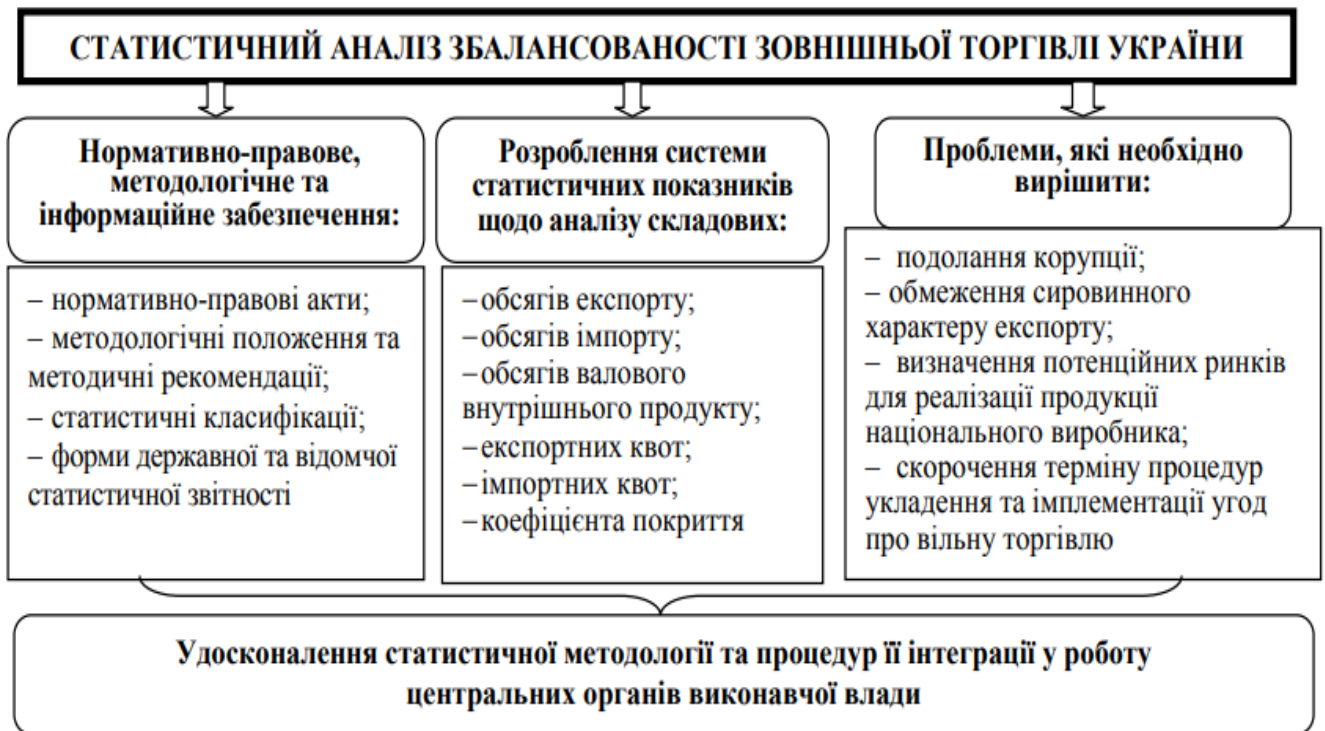 СТАТИСТИЧНИЙ АНАЛІЗ ЗБАЛАНСОВАНОСТІ ЗОВНІШНЬОЇ ТОРГІВЛІ УКРАЇНИ
Нормативно-правове,
методологічне та
інформаційне забезпечення:
– нормативно-правові акти;
– методологічні положення та
методичні рекомендації;
– статистичні класифікації;
– форми державної та відомчої
статистичної звітності
Розроблення системи
статистичних показників
щодо аналізу складових:
– обсягів експорту;
– обсягів імпорту;
– обсягів валового
внутрішнього продукту;
– експортних квот;
– імпортних квот;
– коефіцієнта покриття
Проблеми, які необхідно
вирішити:
– подолання корупції;
– обмеження сировинного
характеру експорту;
– визначення потенційних ринків
для реалізації продукції
національного виробника;
– скорочення терміну процедур
укладення та імплементації угод
про вільну торгівлю
Удосконалення статистичної методології та процедур її інтеграції у роботу
центральних органів виконавчої влади